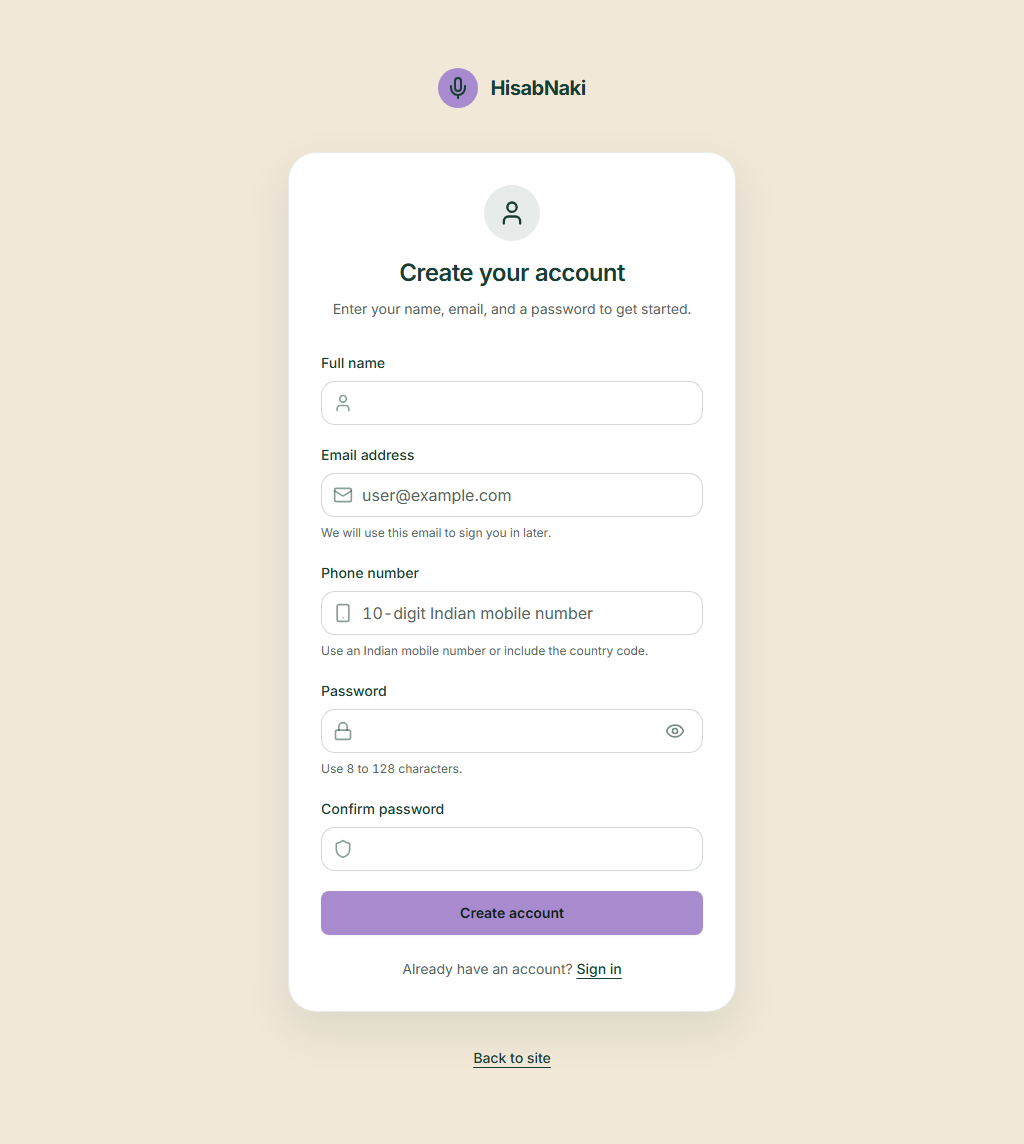 HisabNaki
Create your account
Enter your name, email, and a password to get started.
Full name
Email address
user@example.com
We will use this email to sign you in later.
Phone number
10-digit Indian mobile number
Use an Indian mobile number or include the country code.
Password
Use 8 to 128 characters.
Confirm password
Create account
Already have an account? Sign in
Back to site